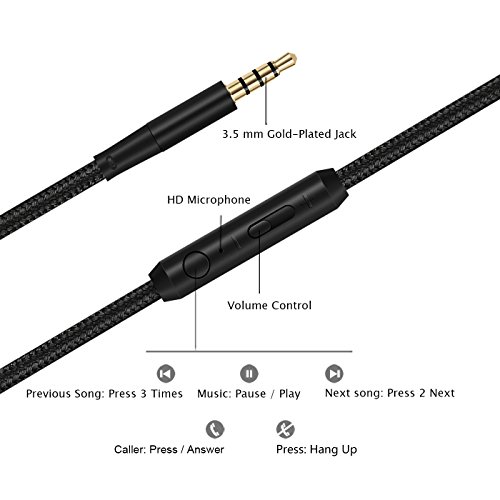 3.5 mm Gold-Plated Jack
HD Microphone
Volume Control
Previous Song: Press 3 Times
Music: Pause / Play
Next song: Press 2 Next
Caller: Press / Answer
Press: Hang Up